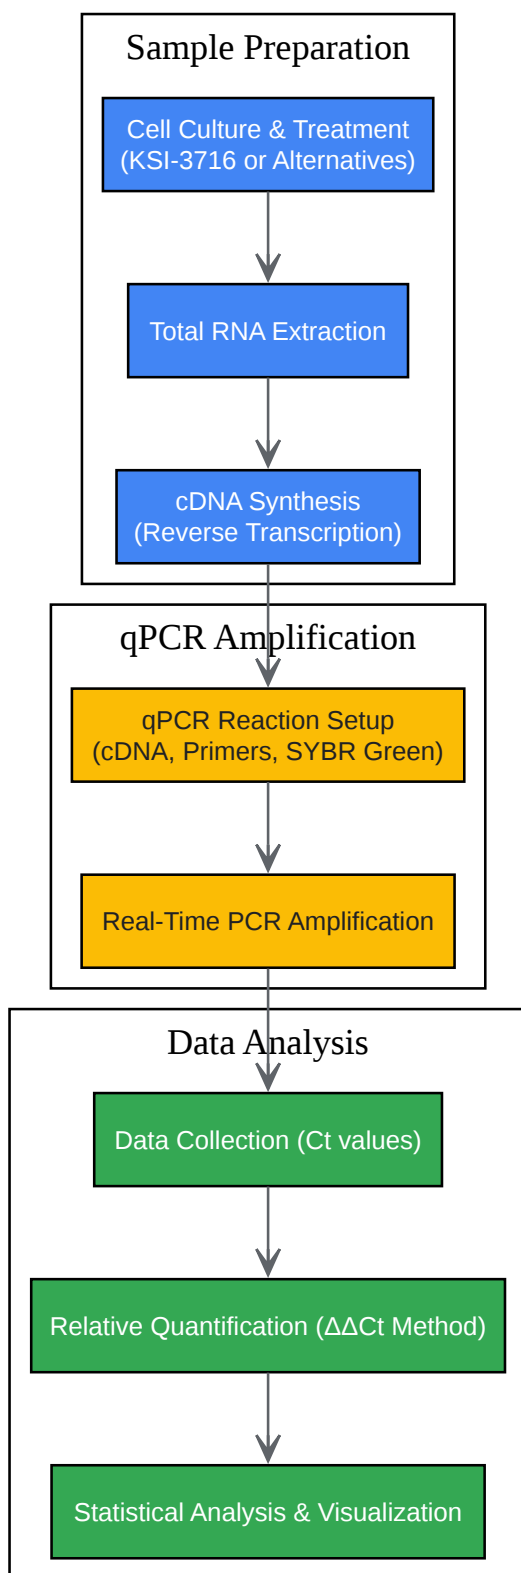 Sample Preparation
Cell Culture & Treatment
(KSI-3716 or Alternatives)
Total RNA Extraction
cDNA Synthesis
(Reverse Transcription)
qPCR Amplification
qPCR Reaction Setup
(cDNA, Primers, SYBR Green)
Real-Time PCR Amplification
Data Analysis
Data Collection (Ct values)
Relative Quantification (ΔΔCt Method)
Statistical Analysis & Visualization